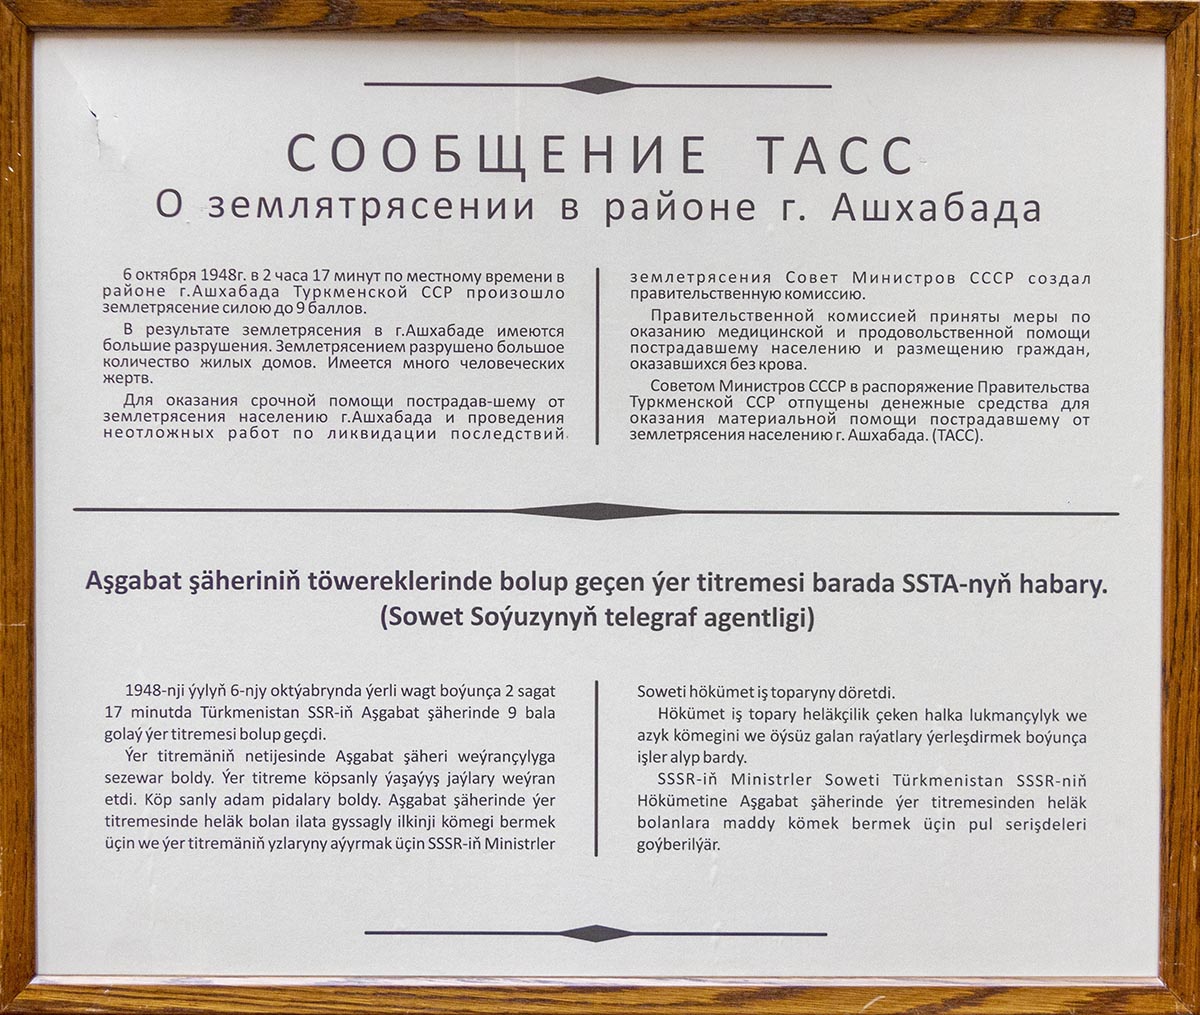 СООБЩЕНИЕ ТАСС
О землятрясении в районе г. Ашхабада
6 октября 1948г. в 2 часа 17 минут по местному времени в
районе г.Ашхабада Туркменской ССР произошло
землетрясение силою до 9 баллов.
В результате землетрясения в г.Ашхабаде имеются
большие разрушения. Землетрясением разрушено большое
количество жилых домов. Имеется много человеческих
жертв.
Для оказания срочной помощи пострадав-шему от
землетрясения населению г.Ашхабада и проведения
неотложных работ по ликвидации последствий
землетрясения Совет Министров СССР создал
правительственную комиссию.
Правительственной комиссией приняты меры по
оказанию медицинской и продовольственной помощи
пострадавшему населению и размещению граждан,
оказавшихся без крова.
Советом Министров СССР в распоряжение Правительства
Туркменской ССР отпущены денежные средства для
оказания материальной помощи пострадавшему от
землетрясения населению г. Ашхабада. (ТАСС).
Aşgabat şäheriniň töwereklerinde bolup geçen ýer titremesi barada SSTA-nyň habary.
(Sowet Soýuzynyň telegraf agentligi)
1948-nji ýylyň 6-njy oktýabrynda ýerli wagt boýunça 2 sagat
17 minutda Türkmenistan SSR-iň Aşgabat şäherinde 9 bala
golaý ýer titremesi bolup geçdi.
Ýer titremäniň netijesinde Aşgabat şäheri weýrançylyga
sezewar boldy. Ýer titreme köpsanly ýaşaýyş jaýlary weýran
etdi. Köp sanly adam pidalary boldy. Aşgabat şäherinde ýer
titremesinde heläk bolan ilata gyssagly ilkinji kömegi bermek
üçin we ýer titremäniň yzlaryny aýyrmak üçin SSSR-iň Ministrler
Soweti hökümet iş toparyny döretdi.
Hökümet iş topary heläkçilik çeken halka lukmançylyk we
azyk kömegini we öýsüz galan raýatlary ýerleşdirmek boýunça
işler alyp bardy.
SSSR-iň Ministrler Soweti Türkmenistan SSSR-niň
Hökümetine Aşgabat şäherinde ýer titremesinden heläk
bolanlara maddy kömek bermek üçin pul serişdeleri
goýberilýär.